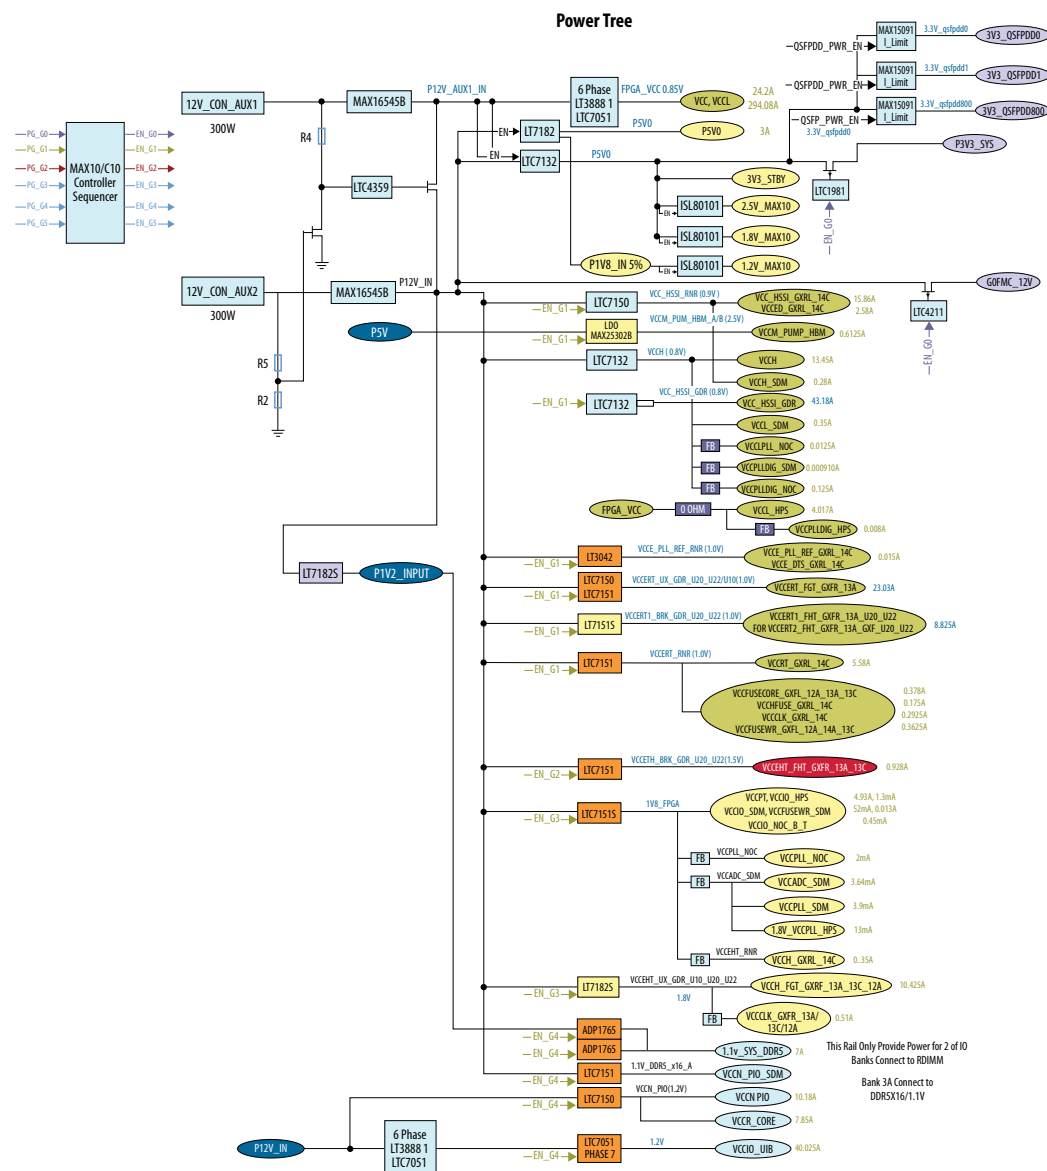 Power Tree
MAX15091
I_Limit
3.3V_qsfpdd0
3V3_QSFPDD0
QSFPDD_PWR_EN
MAX15091
I_Limit
3.3V_qsfpdd1
3V3_QSFPDD1
QSFPDD_PWR_EN
MAX15091
I_Limit
3.3V_qsfpdd800
3V3_QSFPDD800
QSFP_PWR_EN
3.3V_qsfpdd0
P3V3_SYS
LTC1981
EN_G0
12V_CON_AUX1
300W
MAX16545B
P12V_AUX1_IN
6 Phase
LT3888 1
LTC7051
FPGA_VCC 0.85V
VCC, VCCL
24.2A
294.08A
R4
EN
LT7182
P5V0
P5V0
3A
EN
LTC7132
P5V0
LTC4359
3V3_STBY
EN
ISL80101
2.5V_MAX10
EN
ISL80101
1.8V_MAX10
P1V8_IN 5%
EN
ISL80101
1.2V_MAX10
PG_G0
EN_G0
PG_G1
EN_G1
PG_G2
EN_G2
PG_G3
EN_G3
PG_G4
EN_G4
PG_G5
EN_G5
MAX10/C10
Controller
Sequencer
12V_CON_AUX2
300W
MAX16545B
P12V_IN
G0FMC_12V
LTC4211
EN_G0
R5
R2
EN_G1
LTC7150
VCC_HSSI_RNR (0.9V )
VCC_HSSI_GXRL_14C
VCCED_GXRL_14C
15.86A
2.58A
P5V
EN_G1
LDO
MAX25302B
VCCM_PUM_HBM_A/B (2.5V)
VCCM_PUMP_HBM
0.6125A
LTC7132
VCCH ( 0.8V)
VCCH
13.45A
VCCH_SDM
0.28A
EN_G1
LTC7132
VCC_HSSI_GDR (0.8V)
VCC_HSSI_GDR
43.18A
VCCL_SDM
0.35A
FB
VCCLPLL_NOC
0.0125A
FB
VCCPLLDIG_SDM
0.000910A
FB
VCCPLLDIG_NOC
0.125A
FPGA_VCC
0 OHM
VCCL_HPS
4.017A
FB
VCCPLLDIG_HPS
0.008A
LT7182S
P1V2_INPUT
EN_G1
LT3042
VCCE_PLL_REF_RNR (1.0V)
VCCE_PLL_REF_GXRL_14C
VCCE_DTS_GXRL_14C
0.015A
EN_G1
LTC7150
LTC7151
VCCERT_UX_GDR_U20_U22/U10(1.0V)
VCCERT_FGT_GXFR_13A
23.03A
EN_G1
LT7151S
VCCERT1_BRK_GDR_U20_U22 (1.0V)
VCCERT1_FHT_GXFR_13A_U20_U22
FOR VCCERT2_FHT_GXFR_13A_GXF_U20_U22
8.825A
EN_G1
LTC7151
VCCERT_RNR (1.0V)
VCCRT_GXRL_14C
5.58A
VCCFUSECORE_GXFL_12A_13A_13C
VCCHFUSE_GXRL_14C
VCCCLK_GXRL_14C
VCCFUSEWR_GXFL_12A_14A_13C
0.378A
0.175A
0.2925A
0.3625A
EN_G2
LTC7151
VCCETH_BRK_GDR_U20_U22(1.5V)
VCCEHT_FHT_GXFR_13A_13C
0.928A
EN_G3
LTC7151S
1V8_FPGA
VCCPT, VCCIO_HPS
VCCIO_SDM, VCCFUSEWR_SDM
VCCIO_NOC_B_T
4.93A, 1.3mA
52mA, 0.013A
0.45mA
FB
VCCPLL_NOC
VCCPLL_NOC
2mA
FB
VCCADC_SDM
VCCADC_SDM
3.64mA
VCCPLL_SDM
3.9mA
1.8V_VCCPLL_HPS
13mA
FB
VCCEHT_RNR
VCCH_GXRL_14C
0..35A
EN_G3
LT7182S
VCCEHT_UX_GDR_U10_U20_U22
1.8V
VCCH_FGT_GXRF_13A_13C_12A
10.425A
FB
VCCCLK_GXFR_13A/
13C/12A
0.51A
EN_G4
ADP1765
EN_G4
ADP1765
1.1v_SYS_DDR5
7A
This Rail Only Provide Power for 2 of IO
Banks Connect to RDIMM
Bank 3A Connect to
DDR5X16/1.1V
EN_G4
LTC7151
1.1V_DDR5_x16_A
VCCN_PIO_SDM
EN_G4
LTC7150
VCCN_PIO(1.2V)
VCCN PIO
10.18A
VCCR_CORE
7.85A
P12V_IN
6 Phase
LT3888 1
LTC7051
EN_G4
LTC7051
PHASE 7
1.2V
VCCIO_UIB
40.025A